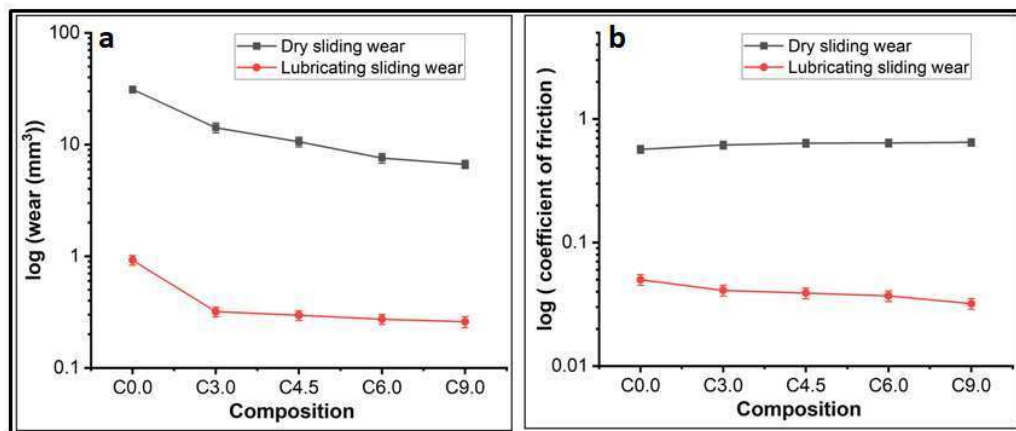 a
Dry sliding wear
Lubricating sliding wear
log (wear (mm³))
100
10
1
0.1
C0.0 C3.0 C4.5 C6.0 C9.0
Composition
b
Dry sliding wear
Lubricating sliding wear
log ( coefficient of friction )
1
0.1
0.01
C0.0 C3.0 C4.5 C6.0 C9.0
Composition